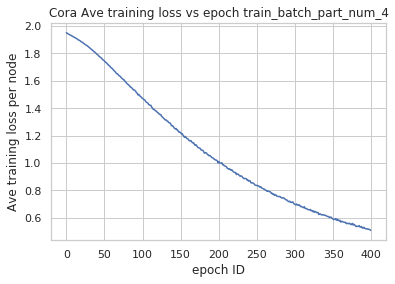 Cora Ave training loss vs epoch train_batch_part_num_4
Ave training loss per node
2.0
1.8
1.6
1.4
1.2
1.0
0.8
0.6
0 50 100 150 200 250 300 350 400
epoch ID